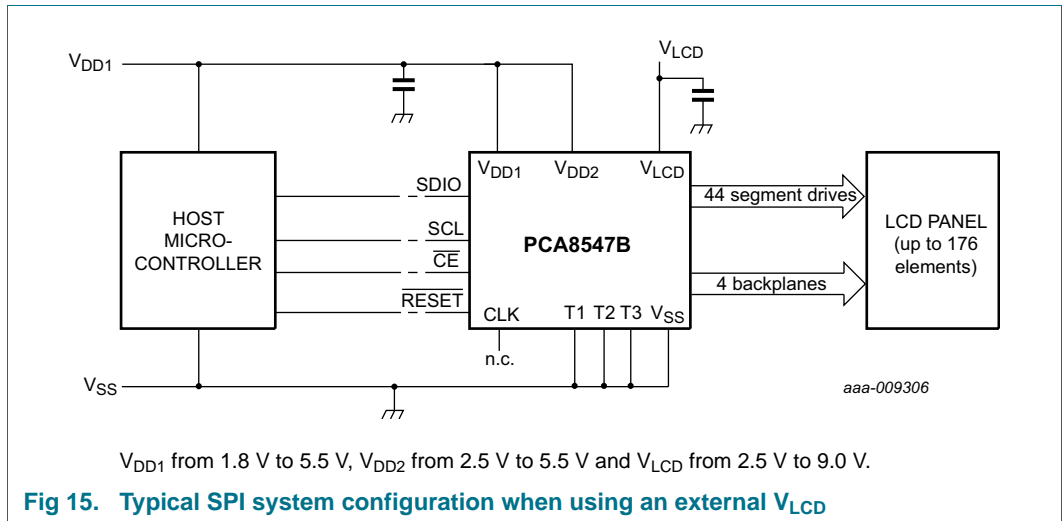 VDD1
VLCD
VDD1 VDD2 VLCD
SDIO
SCL
CE
RESET
HOST
MICRO-
CONTROLLER
PCA8547B
CLK
T1 T2 T3 VSS
n.c.
44 segment drives
4 backplanes
LCD PANEL
(up to 176
elements)
VSS
aaa-009306
VDD1 from 1.8 V to 5.5 V, VDD2 from 2.5 V to 5.5 V and VLCD from 2.5 V to 9.0 V.
Fig 15. Typical SPI system configuration when using an external VLCD